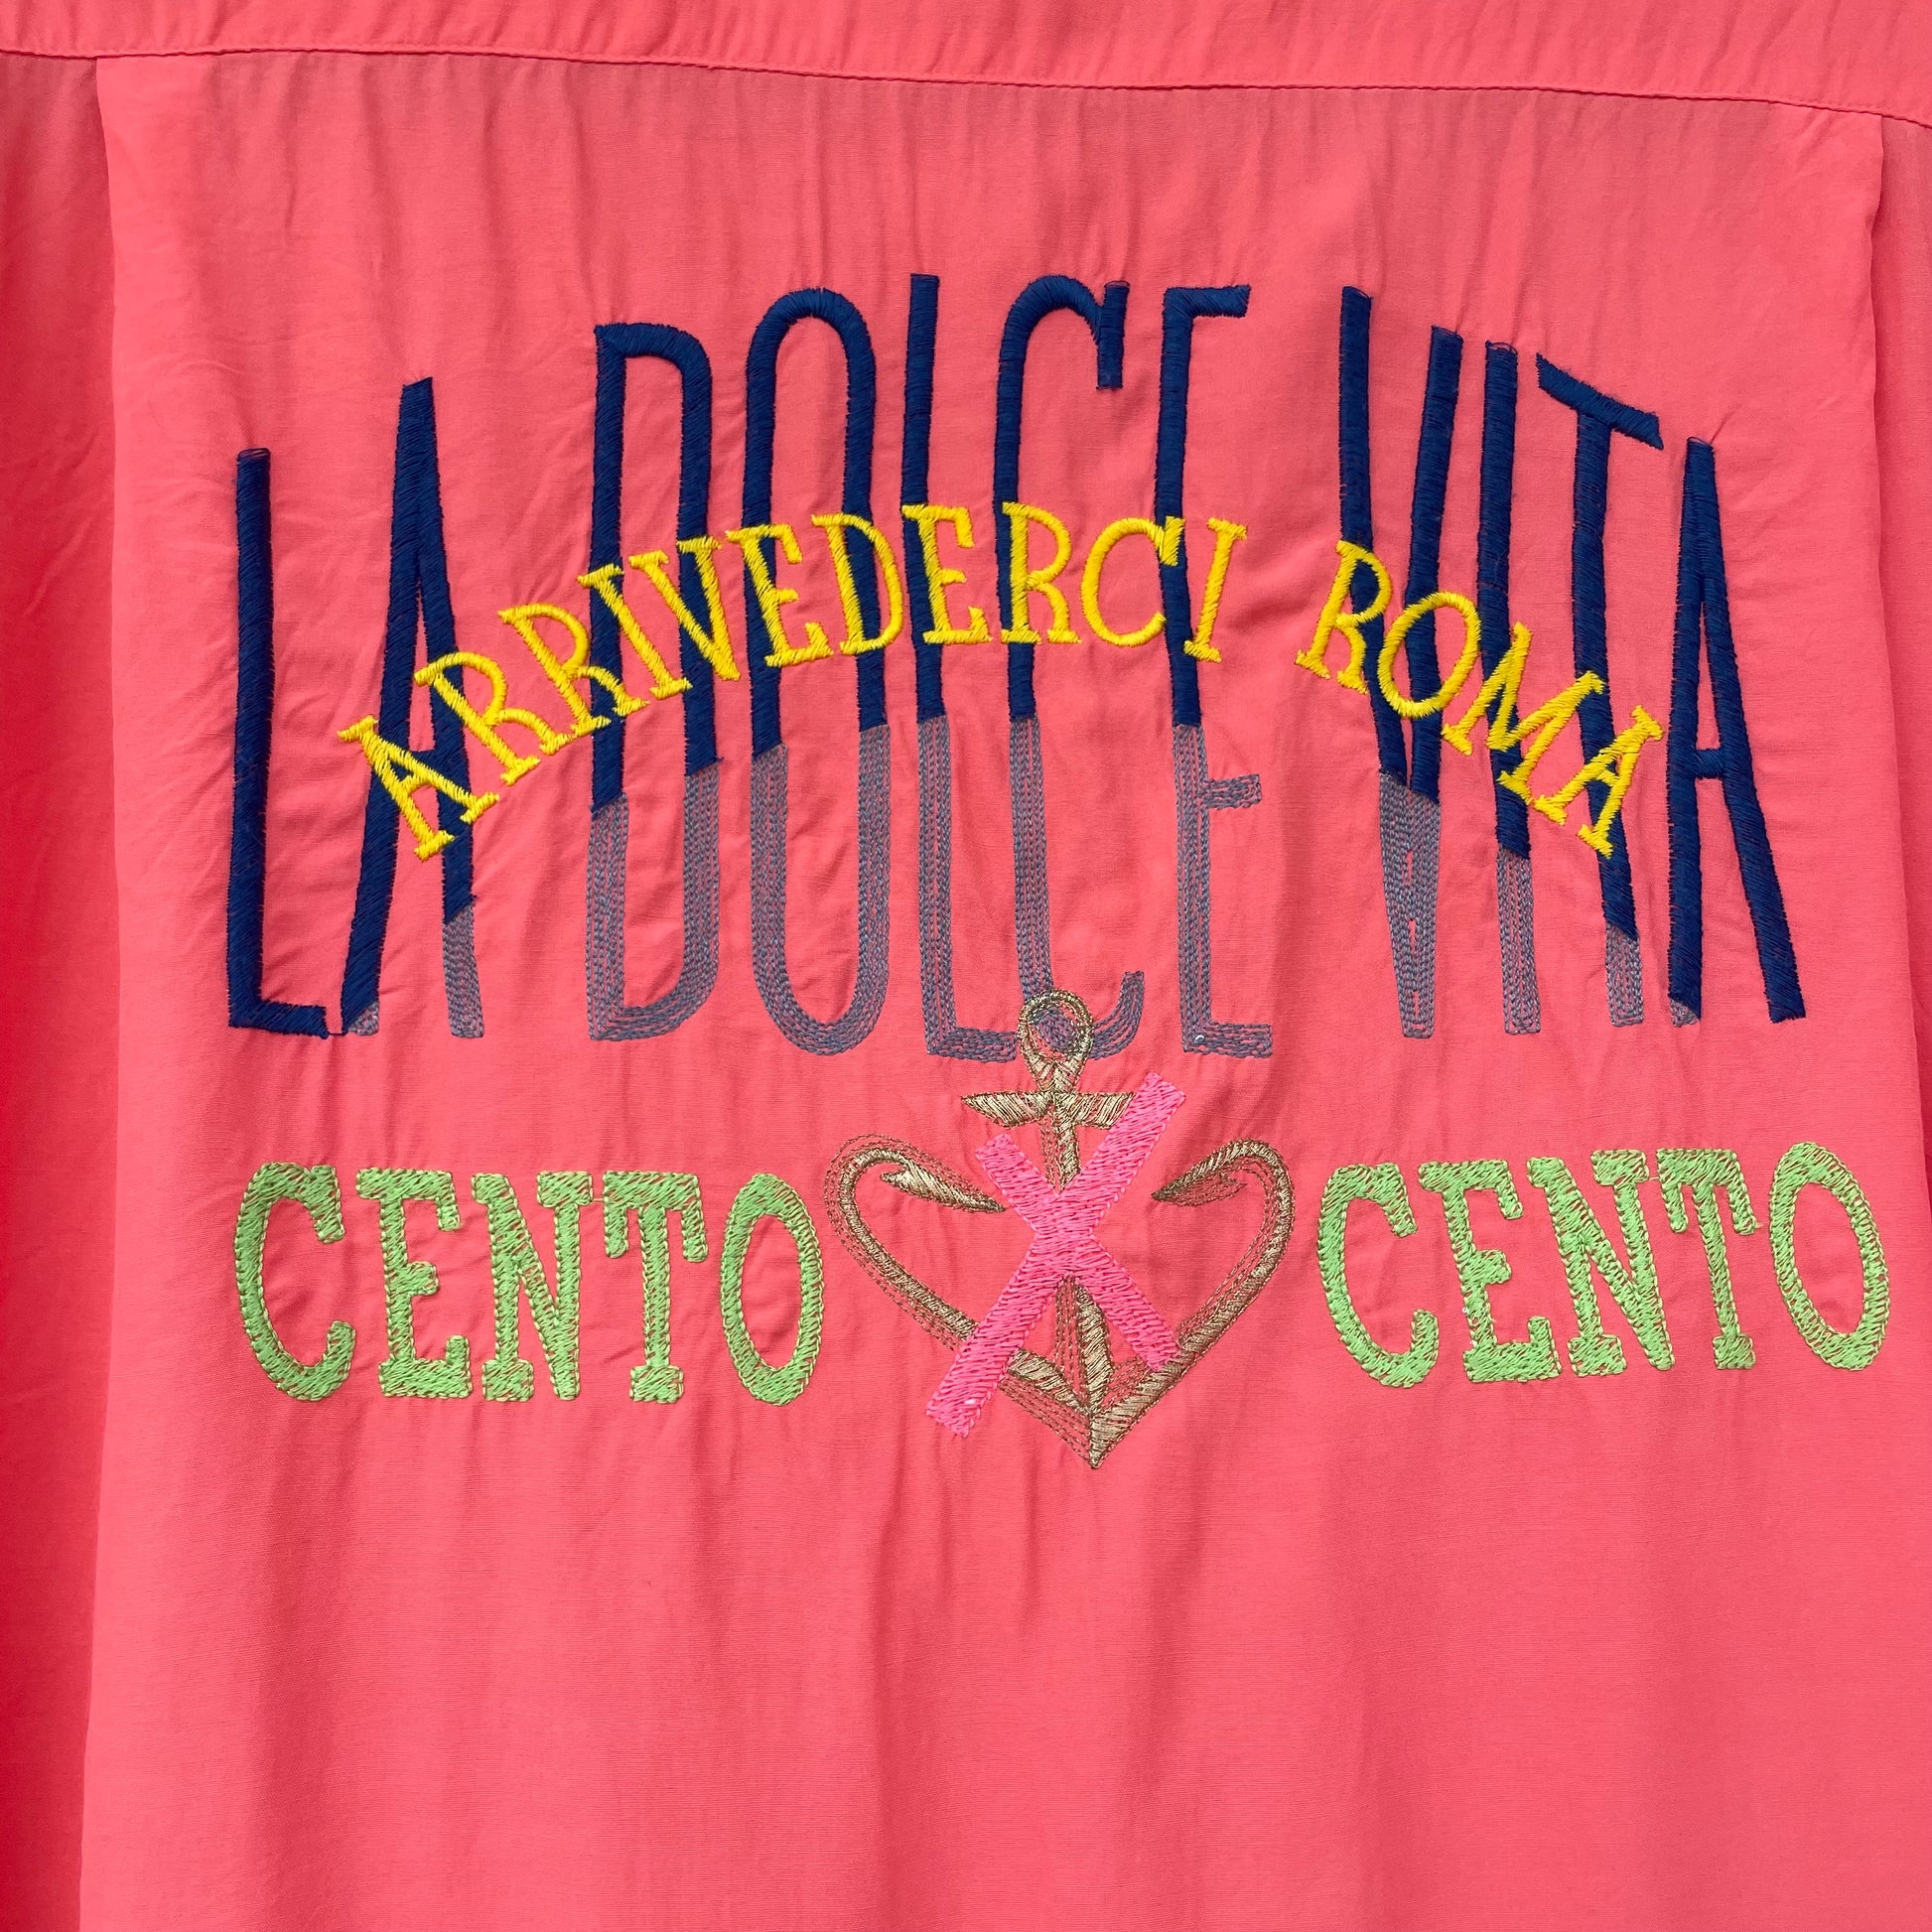 LA DOLCE VITA
ARRIVEDERCI ROMA
CENTO X CENTO